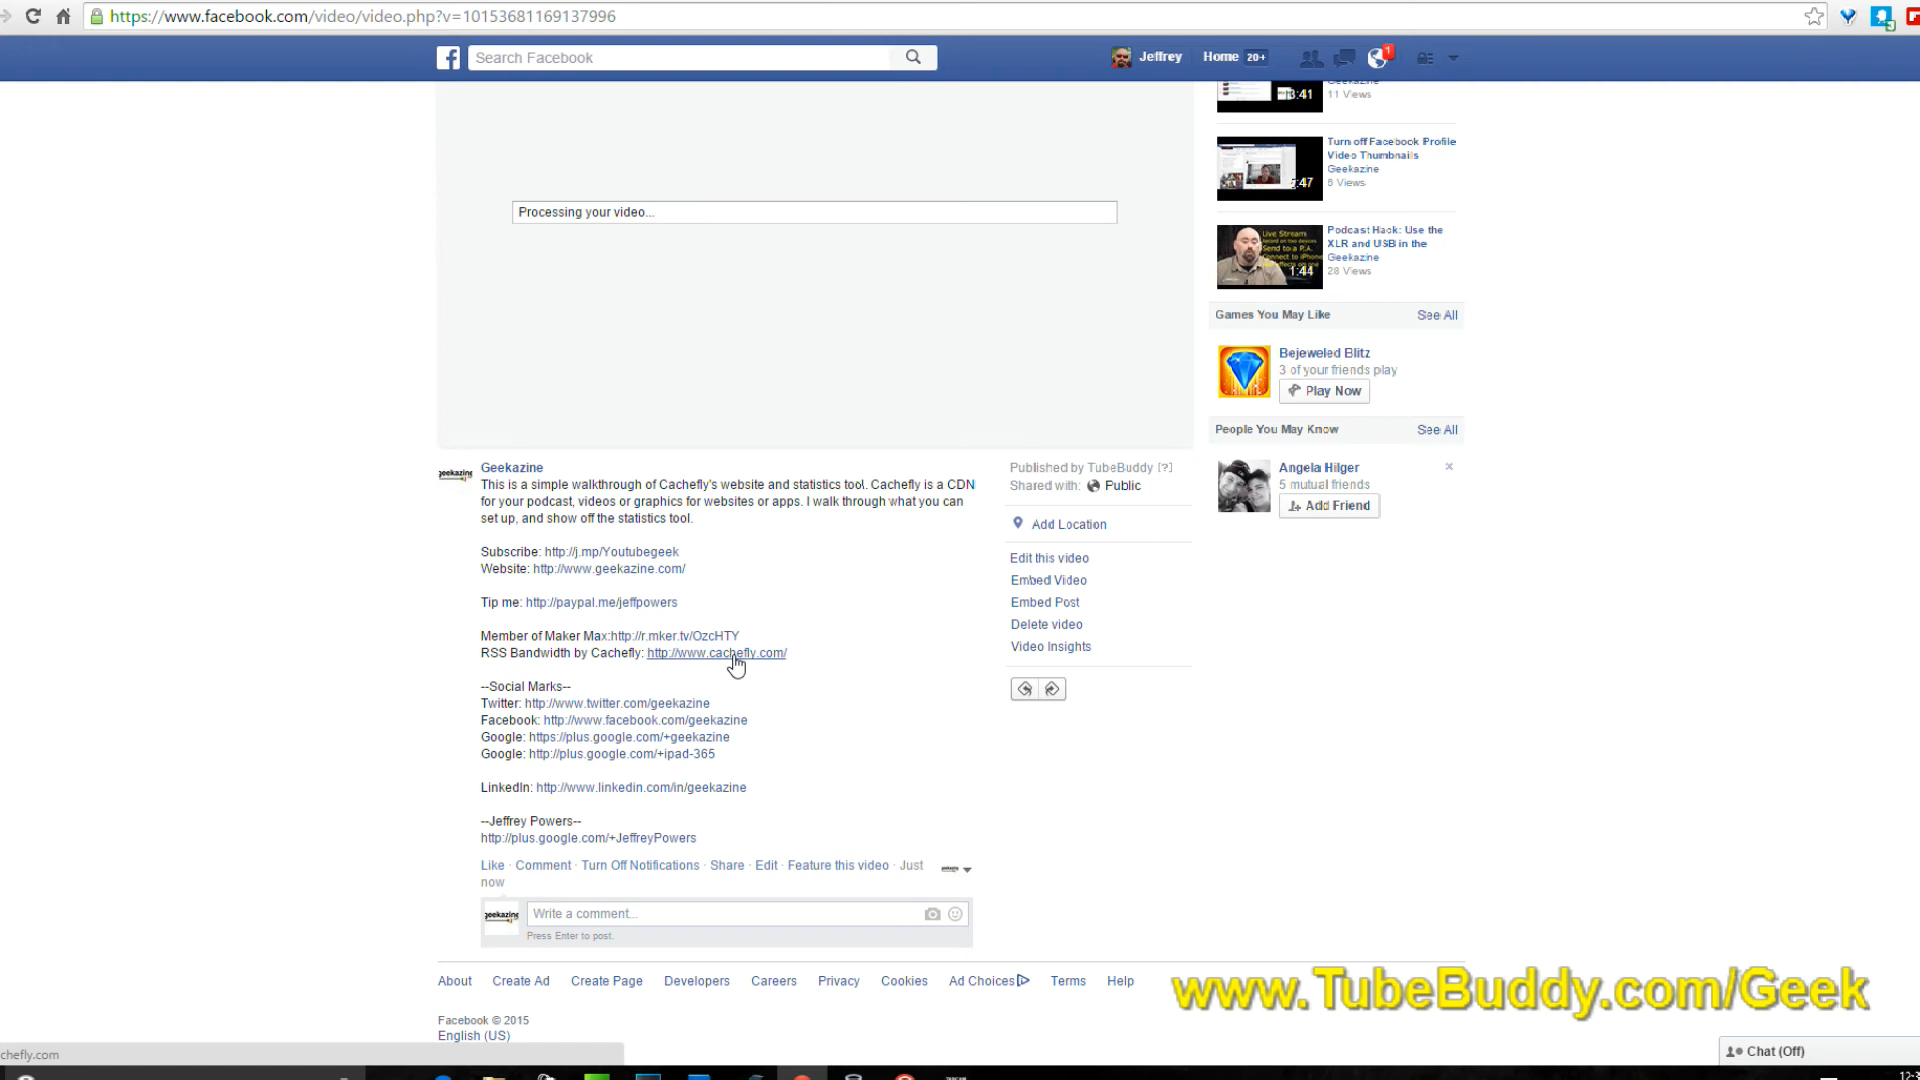 https://www.facebook.com/video/video.php?v=10153681169137996
Search Facebook
Jeffrey
Home 20+
1
3:41
11 Views
Turn off Facebook Profile
Video Thumbnails
Geekazine
6 Views
:47
Processing your video...
Live Stream
Podcast Hack: Use the
XLR and USB in the
Geekazine
28 Views
1:44
Games You May Like
See All
Bejeweled Blitz
3 of your friends play
Play Now
People You May Know
See All
Angela Hilger
5 mutual friends
Add Friend
geekazine
Geekazine
This is a simple walkthrough of Cachefly's website and statistics tool. Cachefly is a CDN
for your podcast, videos or graphics for websites or apps. I walk through what you can
set up, and show off the statistics tool.
Subscribe: http://j.mp/Youtubegeek
Website: http://www.geekazine.com/
Tip me: http://paypal.me/jeffpowers
Member of Maker Max:http://r.mker.tv/OzcHTY
RSS Bandwidth by Cachefly: http://www.cachefly.com/
--Social Marks--
Twitter: http://www.twitter.com/geekazine
Facebook: http://www.facebook.com/geekazine
Google: https://plus.google.com/+geekazine
Google: http://plus.google.com/+ipad-365
LinkedIn: http://www.linkedin.com/in/geekazine
--Jeffrey Powers--
http://plus.google.com/+JeffreyPowers
Like · Comment · Turn Off Notifications · Share · Edit · Feature this video · Just
now
geekazine
Write a comment...
Press Enter to post.
Published by TubeBuddy [?]
Shared with: Public
Add Location
Edit this video
Embed Video
Embed Post
Delete video
Video Insights
About
Create Ad
Create Page
Developers
Careers
Privacy
Cookies
Ad Choices
Terms
Help
www.TubeBuddy.com/Geek
Facebook © 2015
English (US)
chefly.com
Chat (Off)